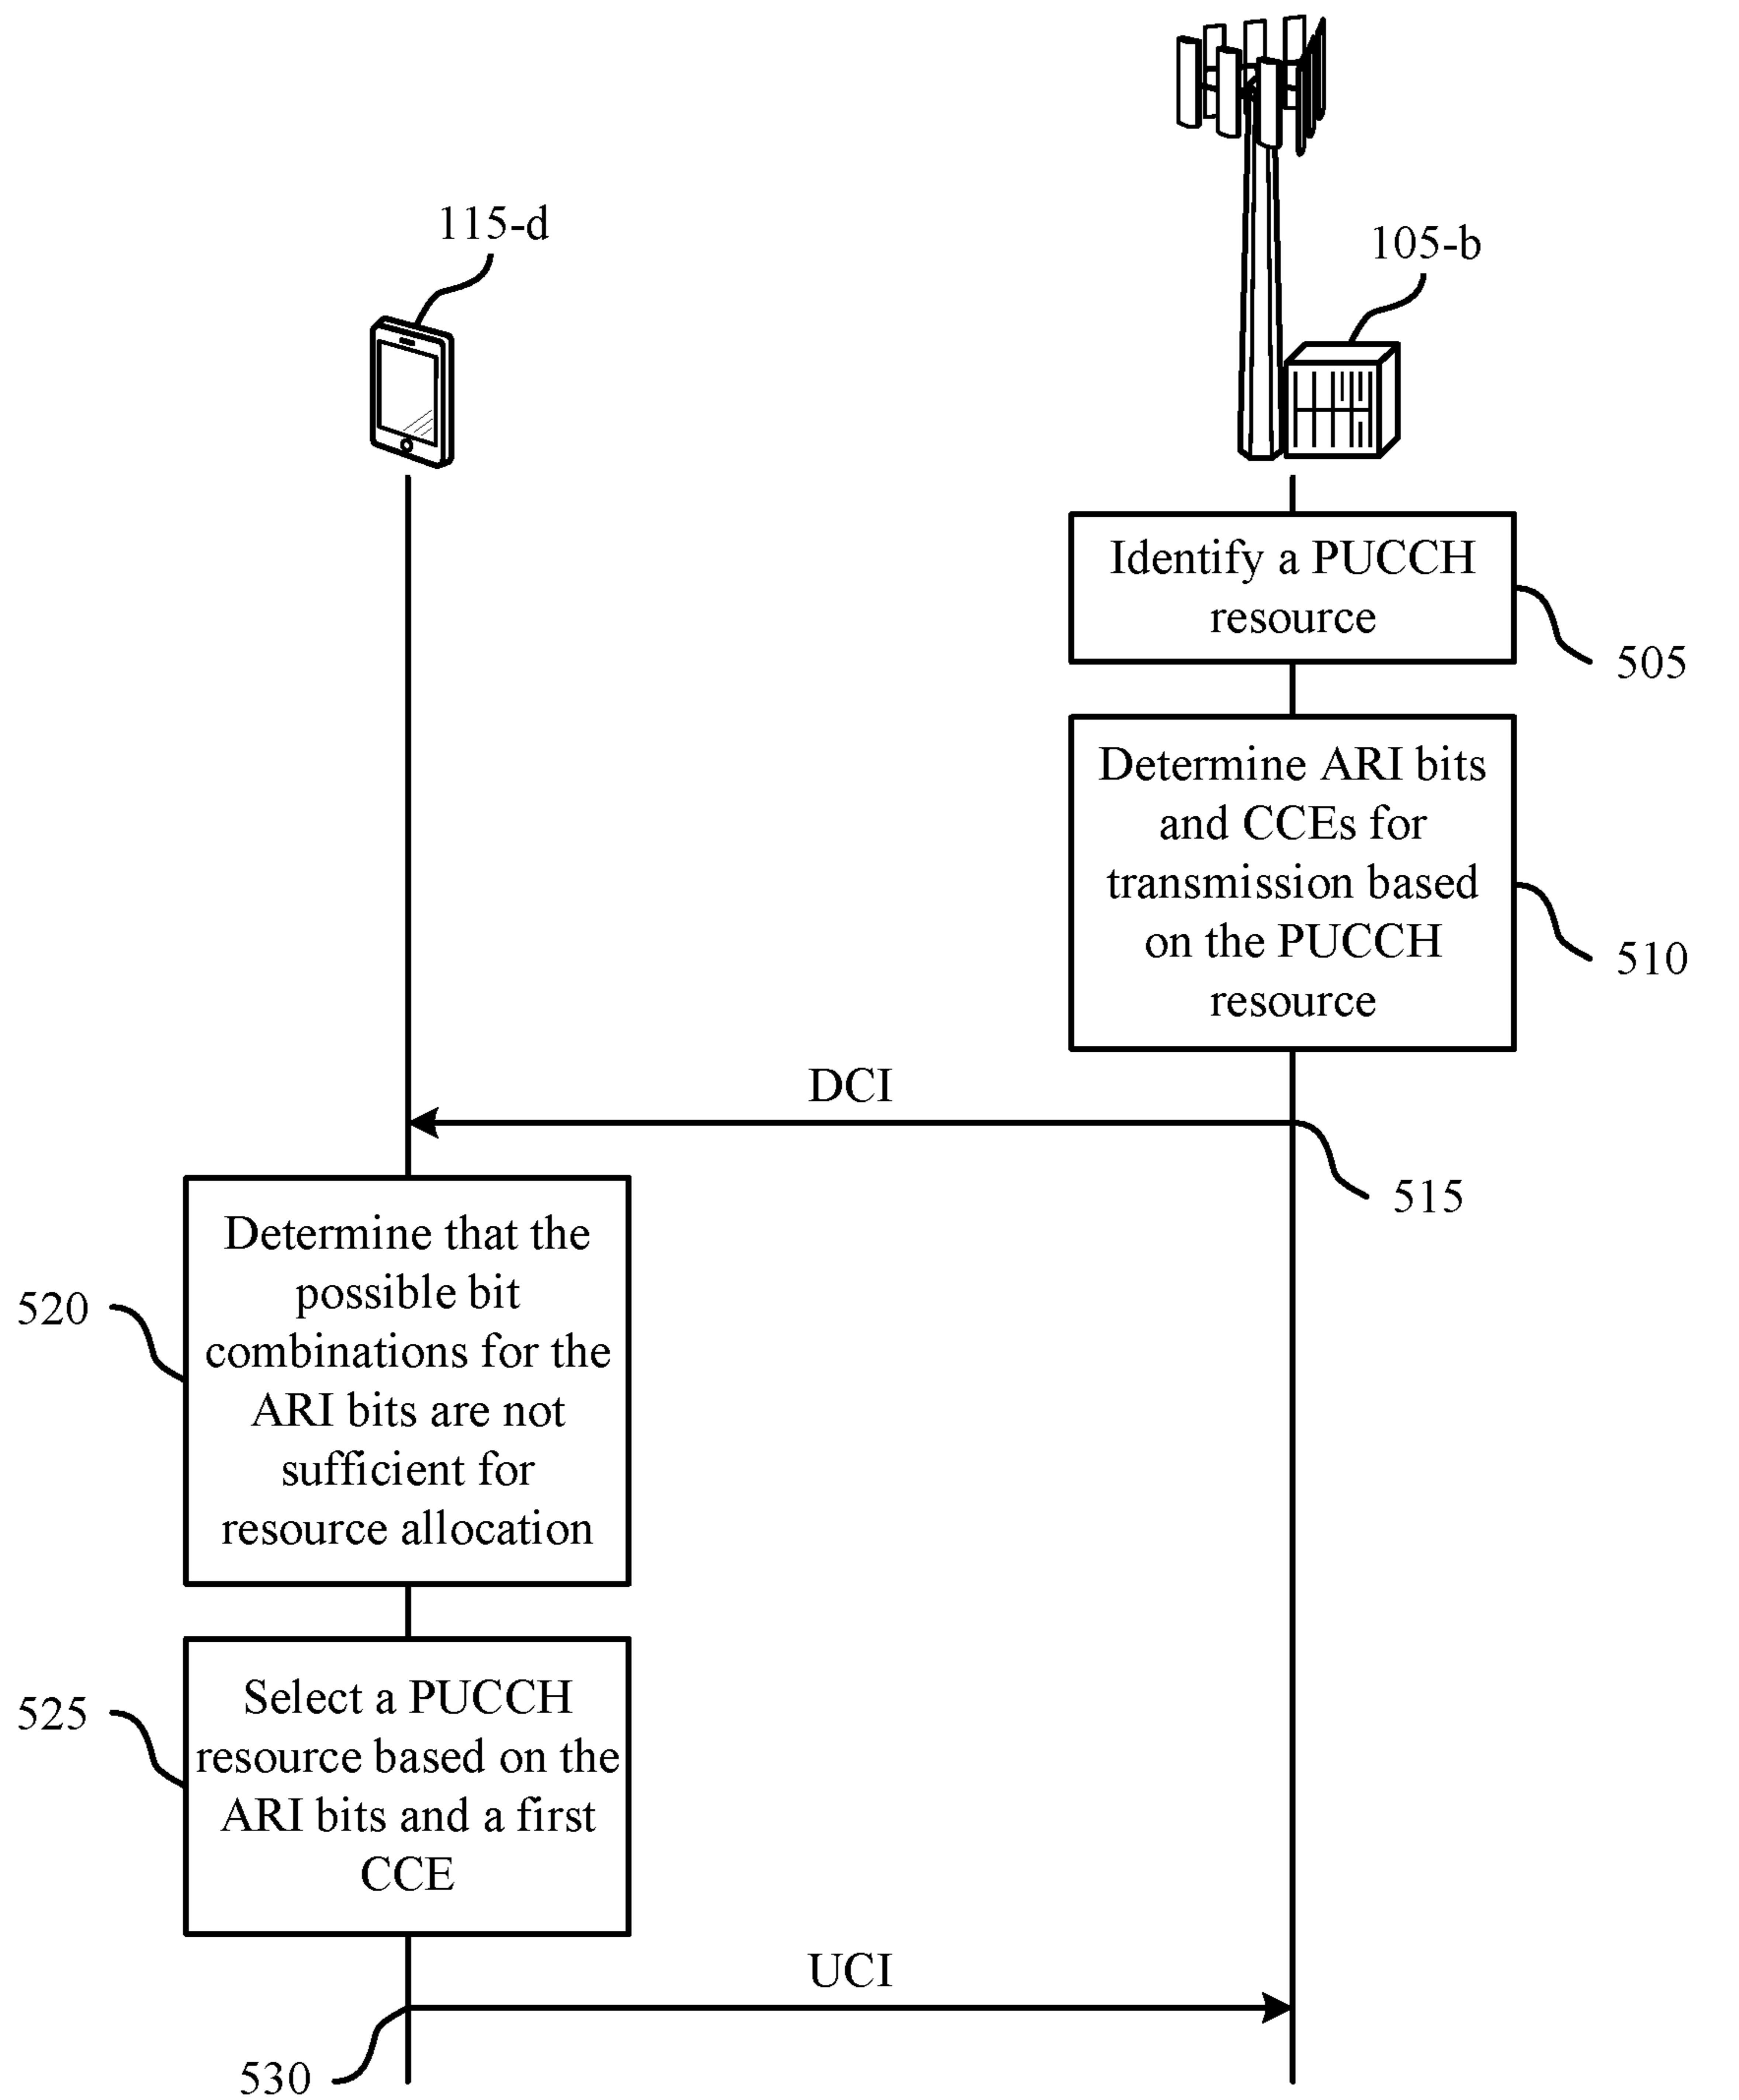 115-d
105-b
Identify a PUCCH
resource
505
Determine ARI bits
and CCEs for
transmission based
on the PUCCH
resource
510
DCI
515
Determine that the
possible bit
combinations for the
ARI bits are not
sufficient for
resource allocation
520
Select a PUCCH
resource based on the
ARI bits and a first
CCE
525
UCI
530